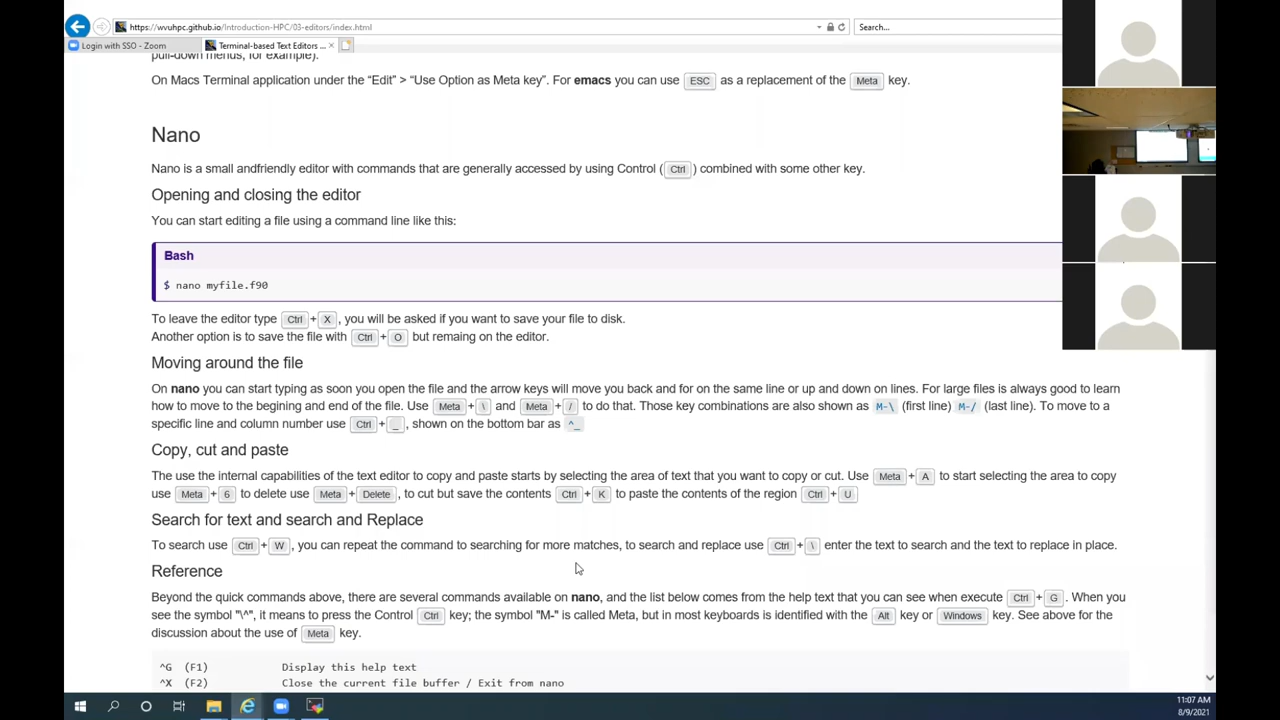 https://wvuhpc.github.io/Introduction-HPC/03-editors/index.html
Search...
Login with SSO - Zoom
Terminal-based Text Editors ...
pull-down menus, for example).
On Macs Terminal application under the “Edit” > “Use Option as Meta key”. For emacs you can use ESC as a replacement of the Meta key.
Nano
Nano is a small andfriendly editor with commands that are generally accessed by using Control ( Ctrl ) combined with some other key.
Opening and closing the editor
You can start editing a file using a command line like this:
Bash
$ nano myfile.f90
To leave the editor type Ctrl + X , you will be asked if you want to save your file to disk.
Another option is to save the file with Ctrl + O but remaing on the editor.
Moving around the file
On nano you can start typing as soon you open the file and the arrow keys will move you back and for on the same line or up and down on lines. For large files is always good to learn
how to move to the begining and end of the file. Use Meta + \ and Meta + / to do that. Those key combinations are also shown as M-\ (first line) M-/ (last line). To move to a
specific line and column number use Ctrl + _ , shown on the bottom bar as ^_
Copy, cut and paste
The use the internal capabilities of the text editor to copy and paste starts by selecting the area of text that you want to copy or cut. Use Meta + A to start selecting the area to copy
use Meta + 6 to delete use Meta + Delete , to cut but save the contents Ctrl + K to paste the contents of the region Ctrl + U
Search for text and search and Replace
To search use Ctrl + W , you can repeat the command to searching for more matches, to search and replace use Ctrl + \ enter the text to search and the text to replace in place.
Reference
Beyond the quick commands above, there are several commands available on nano, and the list below comes from the help text that you can see when execute Ctrl + G . When you
see the symbol "\^", it means to press the Control Ctrl key; the symbol "M-" is called Meta, but in most keyboards is identified with the Alt key or Windows key. See above for the
discussion about the use of Meta key.
^G (F1) Display this help text
^X (F2) Close the current file buffer / Exit from nano
11:07 AM
8/9/2021